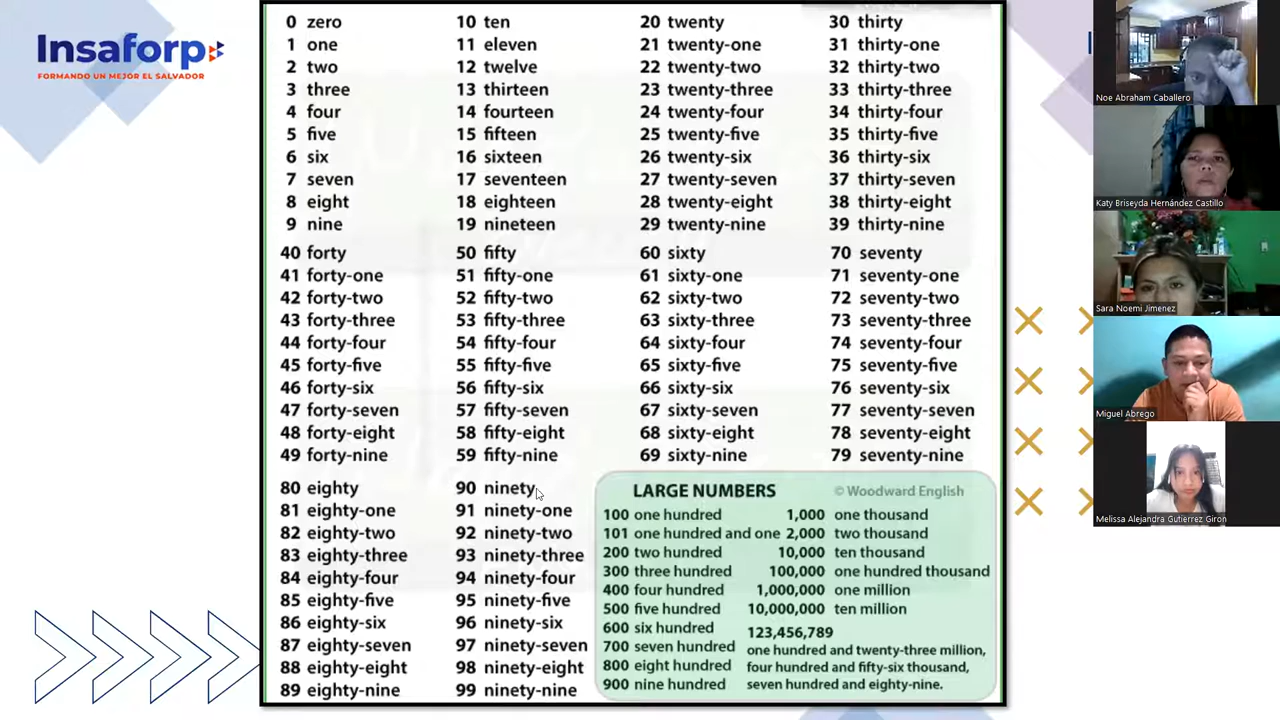 Insaforp
FORMANDO UN MEJOR EL SALVADOR
0 zero
1 one
2 two
3 three
4 four
5 five
6 six
7 seven
8 eight
9 nine
10 ten
11 eleven
12 twelve
13 thirteen
14 fourteen
15 fifteen
16 sixteen
17 seventeen
18 eighteen
19 nineteen
20 twenty
21 twenty-one
22 twenty-two
23 twenty-three
24 twenty-four
25 twenty-five
26 twenty-six
27 twenty-seven
28 twenty-eight
29 twenty-nine
30 thirty
31 thirty-one
32 thirty-two
33 thirty-three
34 thirty-four
35 thirty-five
36 thirty-six
37 thirty-seven
38 thirty-eight
39 thirty-nine
40 forty
41 forty-one
42 forty-two
43 forty-three
44 forty-four
45 forty-five
46 forty-six
47 forty-seven
48 forty-eight
49 forty-nine
50 fifty
51 fifty-one
52 fifty-two
53 fifty-three
54 fifty-four
55 fifty-five
56 fifty-six
57 fifty-seven
58 fifty-eight
59 fifty-nine
60 sixty
61 sixty-one
62 sixty-two
63 sixty-three
64 sixty-four
65 sixty-five
66 sixty-six
67 sixty-seven
68 sixty-eight
69 sixty-nine
70 seventy
71 seventy-one
72 seventy-two
73 seventy-three
74 seventy-four
75 seventy-five
76 seventy-six
77 seventy-seven
78 seventy-eight
79 seventy-nine
80 eighty
81 eighty-one
82 eighty-two
83 eighty-three
84 eighty-four
85 eighty-five
86 eighty-six
87 eighty-seven
88 eighty-eight
89 eighty-nine
90 ninety
91 ninety-one
92 ninety-two
93 ninety-three
94 ninety-four
95 ninety-five
96 ninety-six
97 ninety-seven
98 ninety-eight
99 ninety-nine
LARGE NUMBERS
© Woodward English
100 one hundred
101 one hundred and one
200 two hundred
300 three hundred
400 four hundred
500 five hundred
600 six hundred
700 seven hundred
800 eight hundred
900 nine hundred
1,000 one thousand
2,000 two thousand
10,000 ten thousand
100,000 one hundred thousand
1,000,000 one million
10,000,000 ten million
123,456,789
one hundred and twenty-three million,
four hundred and fifty-six thousand,
seven hundred and eighty-nine.
Noe Abraham Caballero
Katy Briseyda Hernández Castillo
Sara Noemi Jimenez
Miguel Abrego
Melissa Alejandra Gutierrez Giron